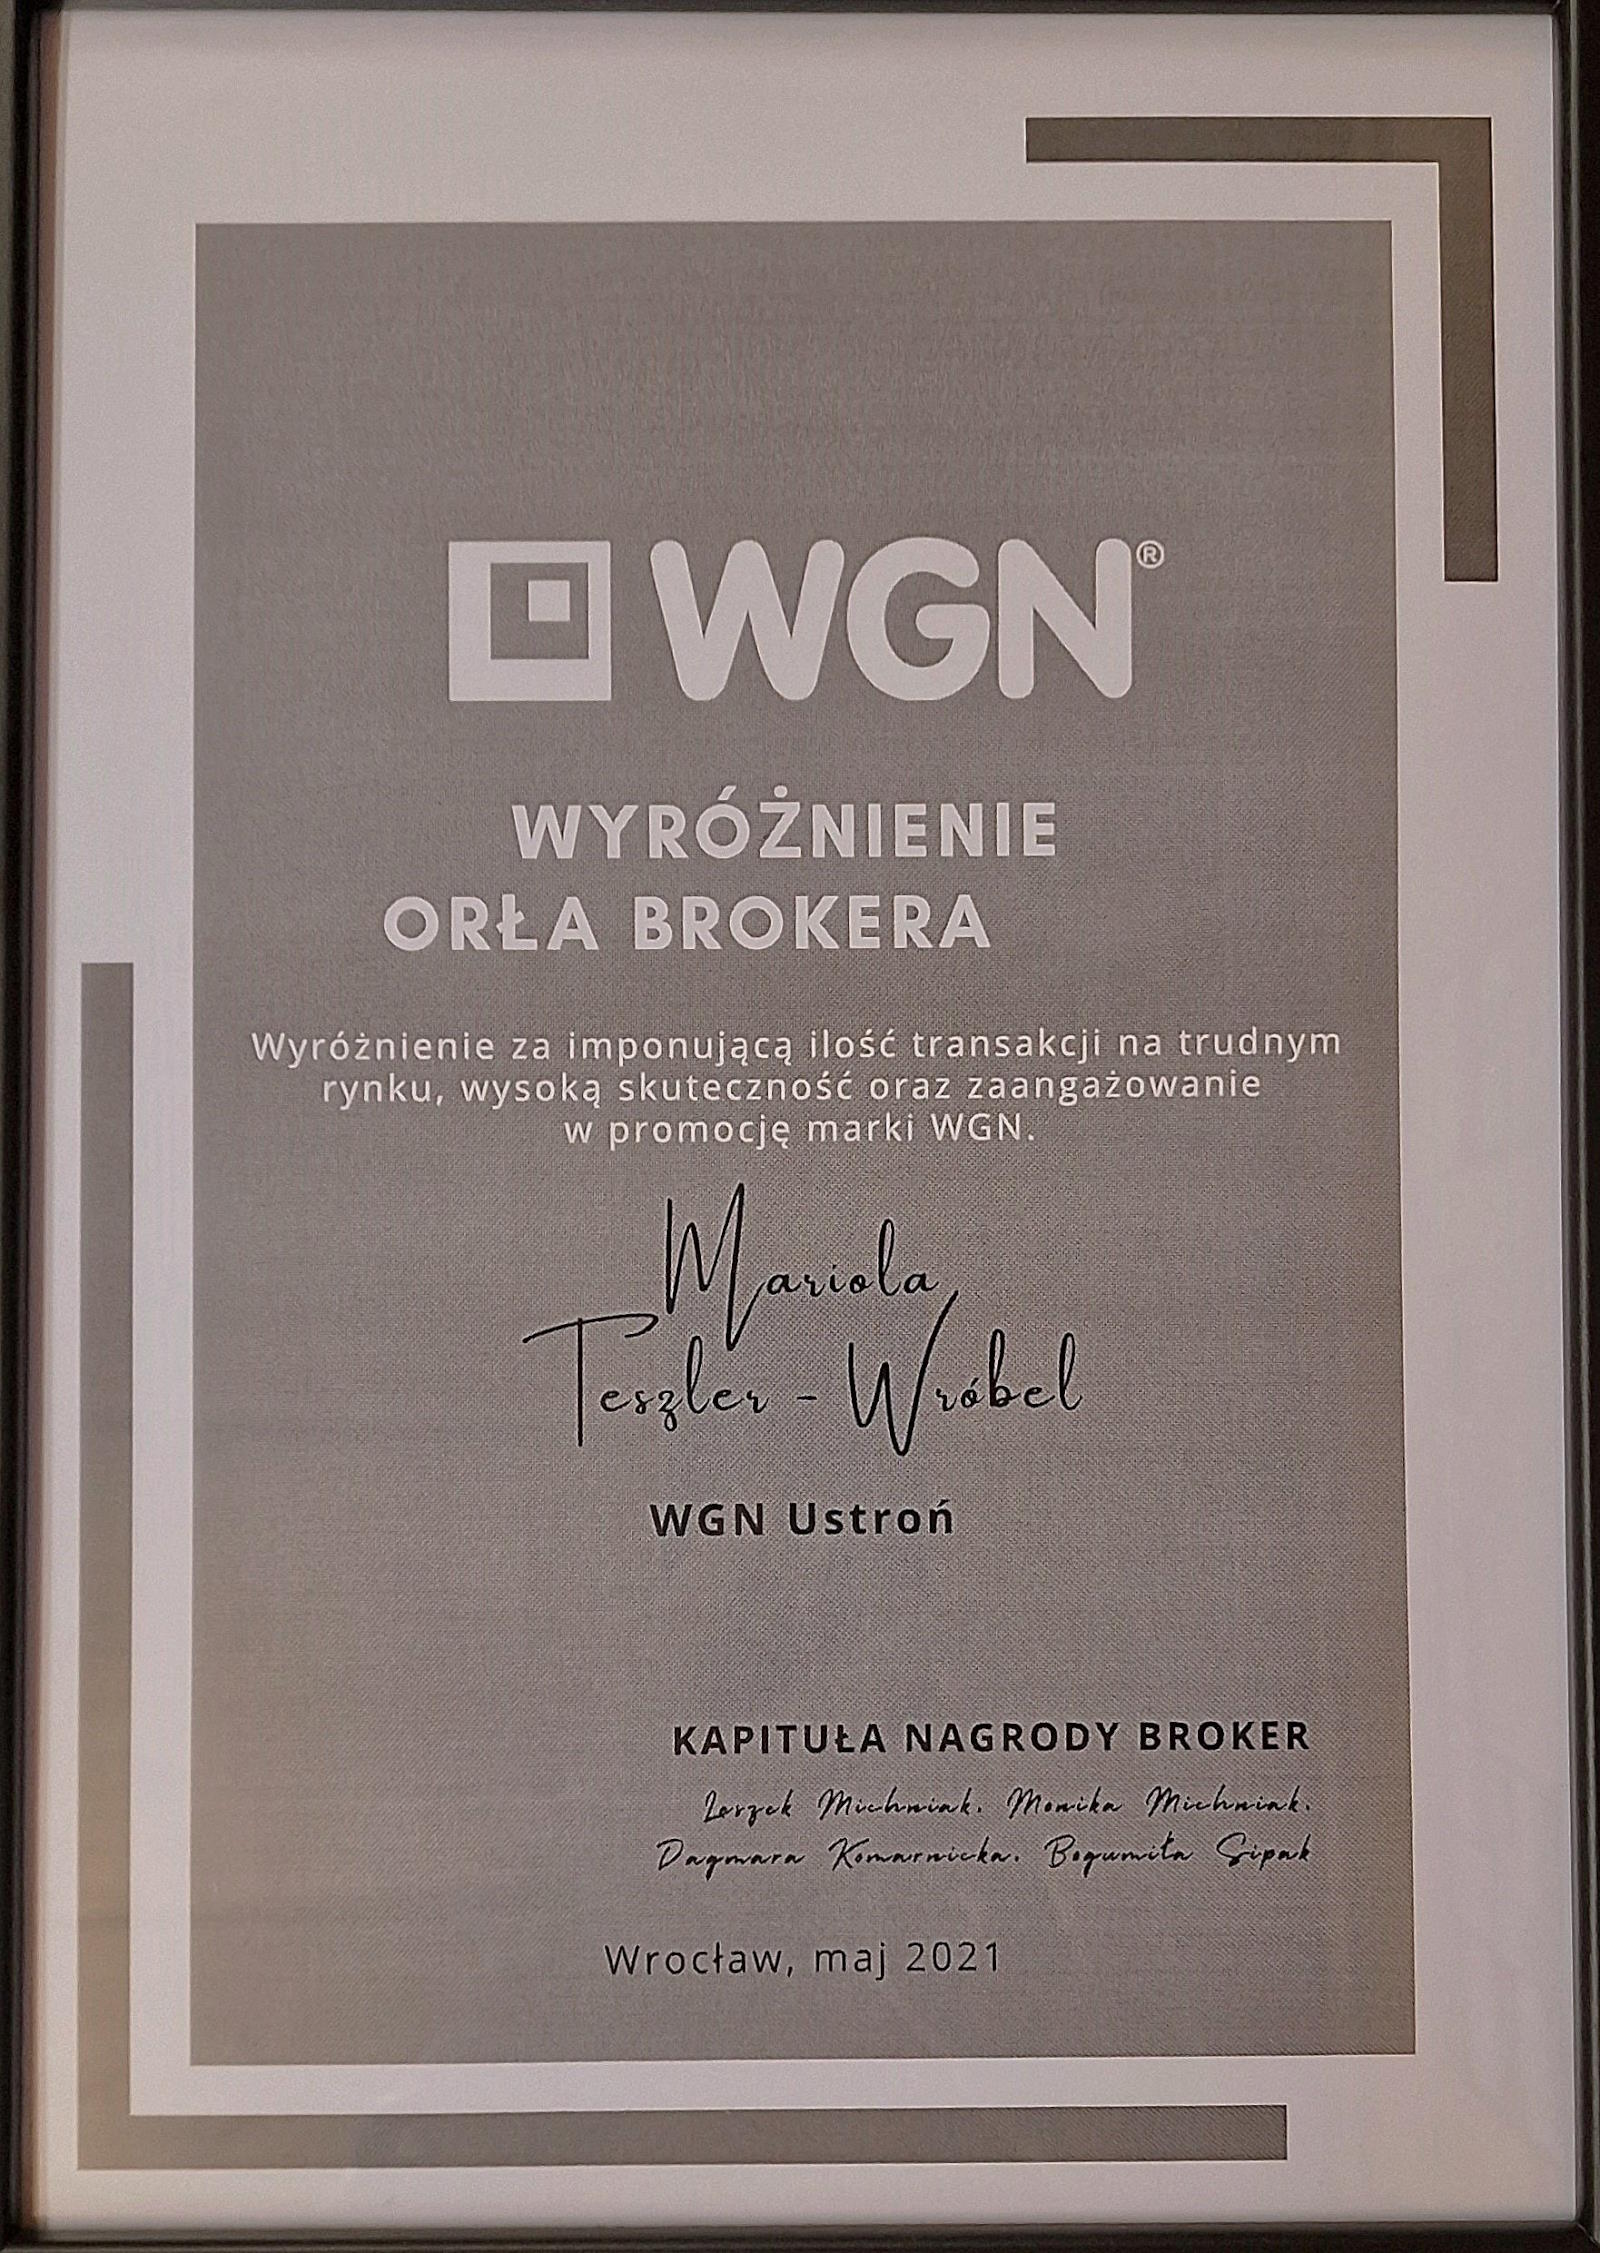 WGN®
WYRÓŻNIENIE
ORŁA BROKERA
Wyróżnienie za imponującą ilość transakcji na trudnym
rynku, wysoką skuteczność oraz zaangażowanie
w promocję marki WGN.
Mariola
Teszler - Wróbel
WGN Ustroń
KAPITUŁA NAGRODY BROKER
Leszek Michniak. Monika Michniak.
Dagmara Komarnicka. Bogumiła Sipak
Wrocław, maj 2021